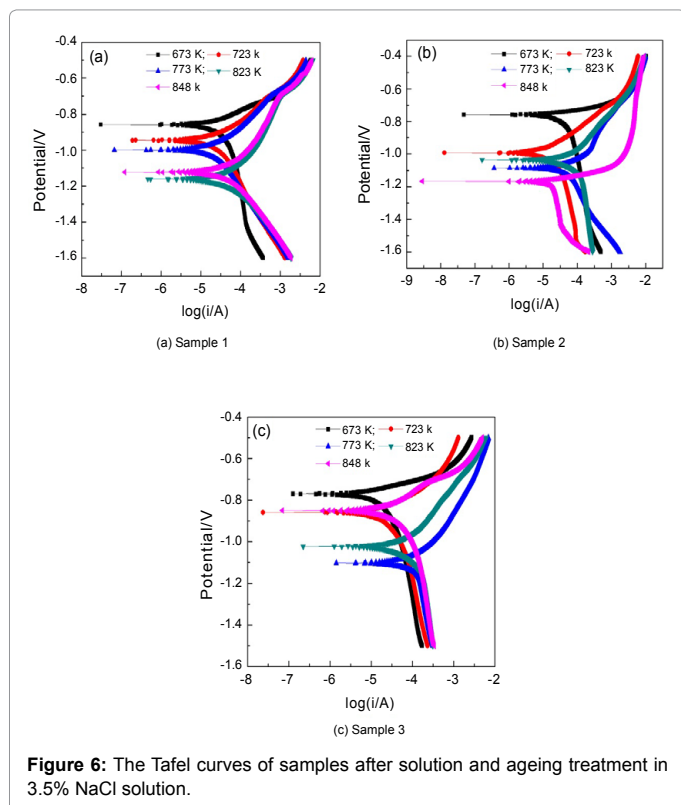 (a)
673 K; 723 k
773 K; 823 K
848 k
-0.4
-0.6
-0.8
-1.0
-1.2
-1.4
-1.6
Potential/V
-8 -7 -6 -5 -4 -3 -2
log(i/A)
(a) Sample 1
(b)
673 K; 723 k
773 K; 823 K
848 k
-0.4
-0.6
-0.8
-1.0
-1.2
-1.4
-1.6
Potential/V
-9 -8 -7 -6 -5 -4 -3 -2 -1
log(i/A)
(b) Sample 2
(c)
673 K; 723 k
773 K; 823 K
848 k
-0.4
-0.6
-0.8
-1.0
-1.2
-1.4
-1.6
Potential/V
-8 -7 -6 -5 -4 -3 -2
log(i/A)
(c) Sample 3
Figure 6: The Tafel curves of samples after solution and ageing treatment in
3.5% NaCl solution.